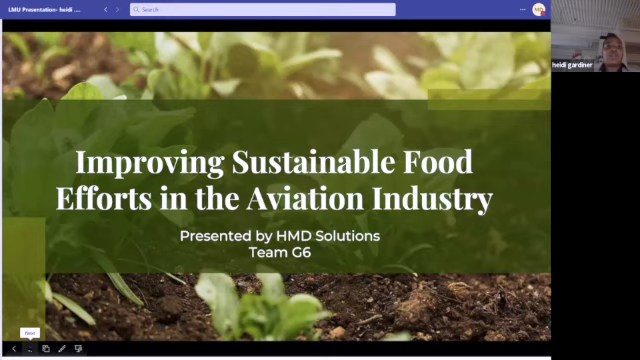 LMU Presentation- heidi ....
Search
MD
heidi gardiner
Improving Sustainable Food
Efforts in the Aviation Industry
Presented by HMD Solutions
Team G6
Next